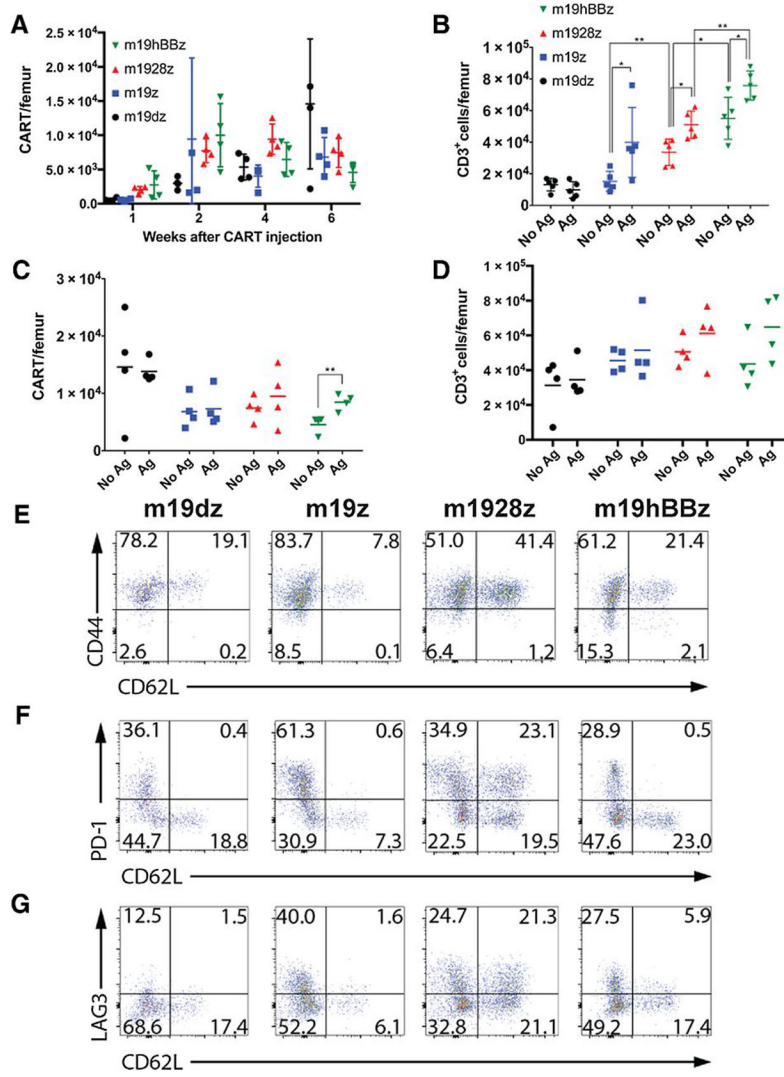 A
m19hBBz
m1928z
m19z
m19dz
CART/femur
2.5×10⁴
2.0×10⁴
1.5×10⁴
1.0×10⁴
5.0×10³
0.0
1 2 4 6
Weeks after CART injection
B
m19hBBz
m1928z
m19z
m19dz
CD3⁺ cells/femur
1 × 10⁵
8 × 10⁴
6 × 10⁴
4 × 10⁴
2 × 10⁴
0
** * ** * * *
No Ag Ag No Ag Ag No Ag Ag No Ag Ag
C
CART/femur
3 × 10⁴
2 × 10⁴
1 × 10⁴
0
**
No Ag Ag No Ag Ag No Ag Ag No Ag Ag
D
CD3⁺ cells/femur
1 × 10⁵
8 × 10⁴
6 × 10⁴
4 × 10⁴
2 × 10⁴
0
No Ag Ag No Ag Ag No Ag Ag No Ag Ag
m19dz m19z m1928z m19hBBz
E
CD44
78.2 19.1 83.7 7.8 51.0 41.4 61.2 21.4
2.6 0.2 8.5 0.1 6.4 1.2 15.3 2.1
CD62L
F
PD-1
36.1 0.4 61.3 0.6 34.9 23.1 28.9 0.5
44.7 18.8 30.9 7.3 22.5 19.5 47.6 23.0
CD62L
G
LAG3
12.5 1.5 40.0 1.6 24.7 21.3 27.5 5.9
68.6 17.4 52.2 6.1 32.8 21.1 49.2 17.4
CD62L